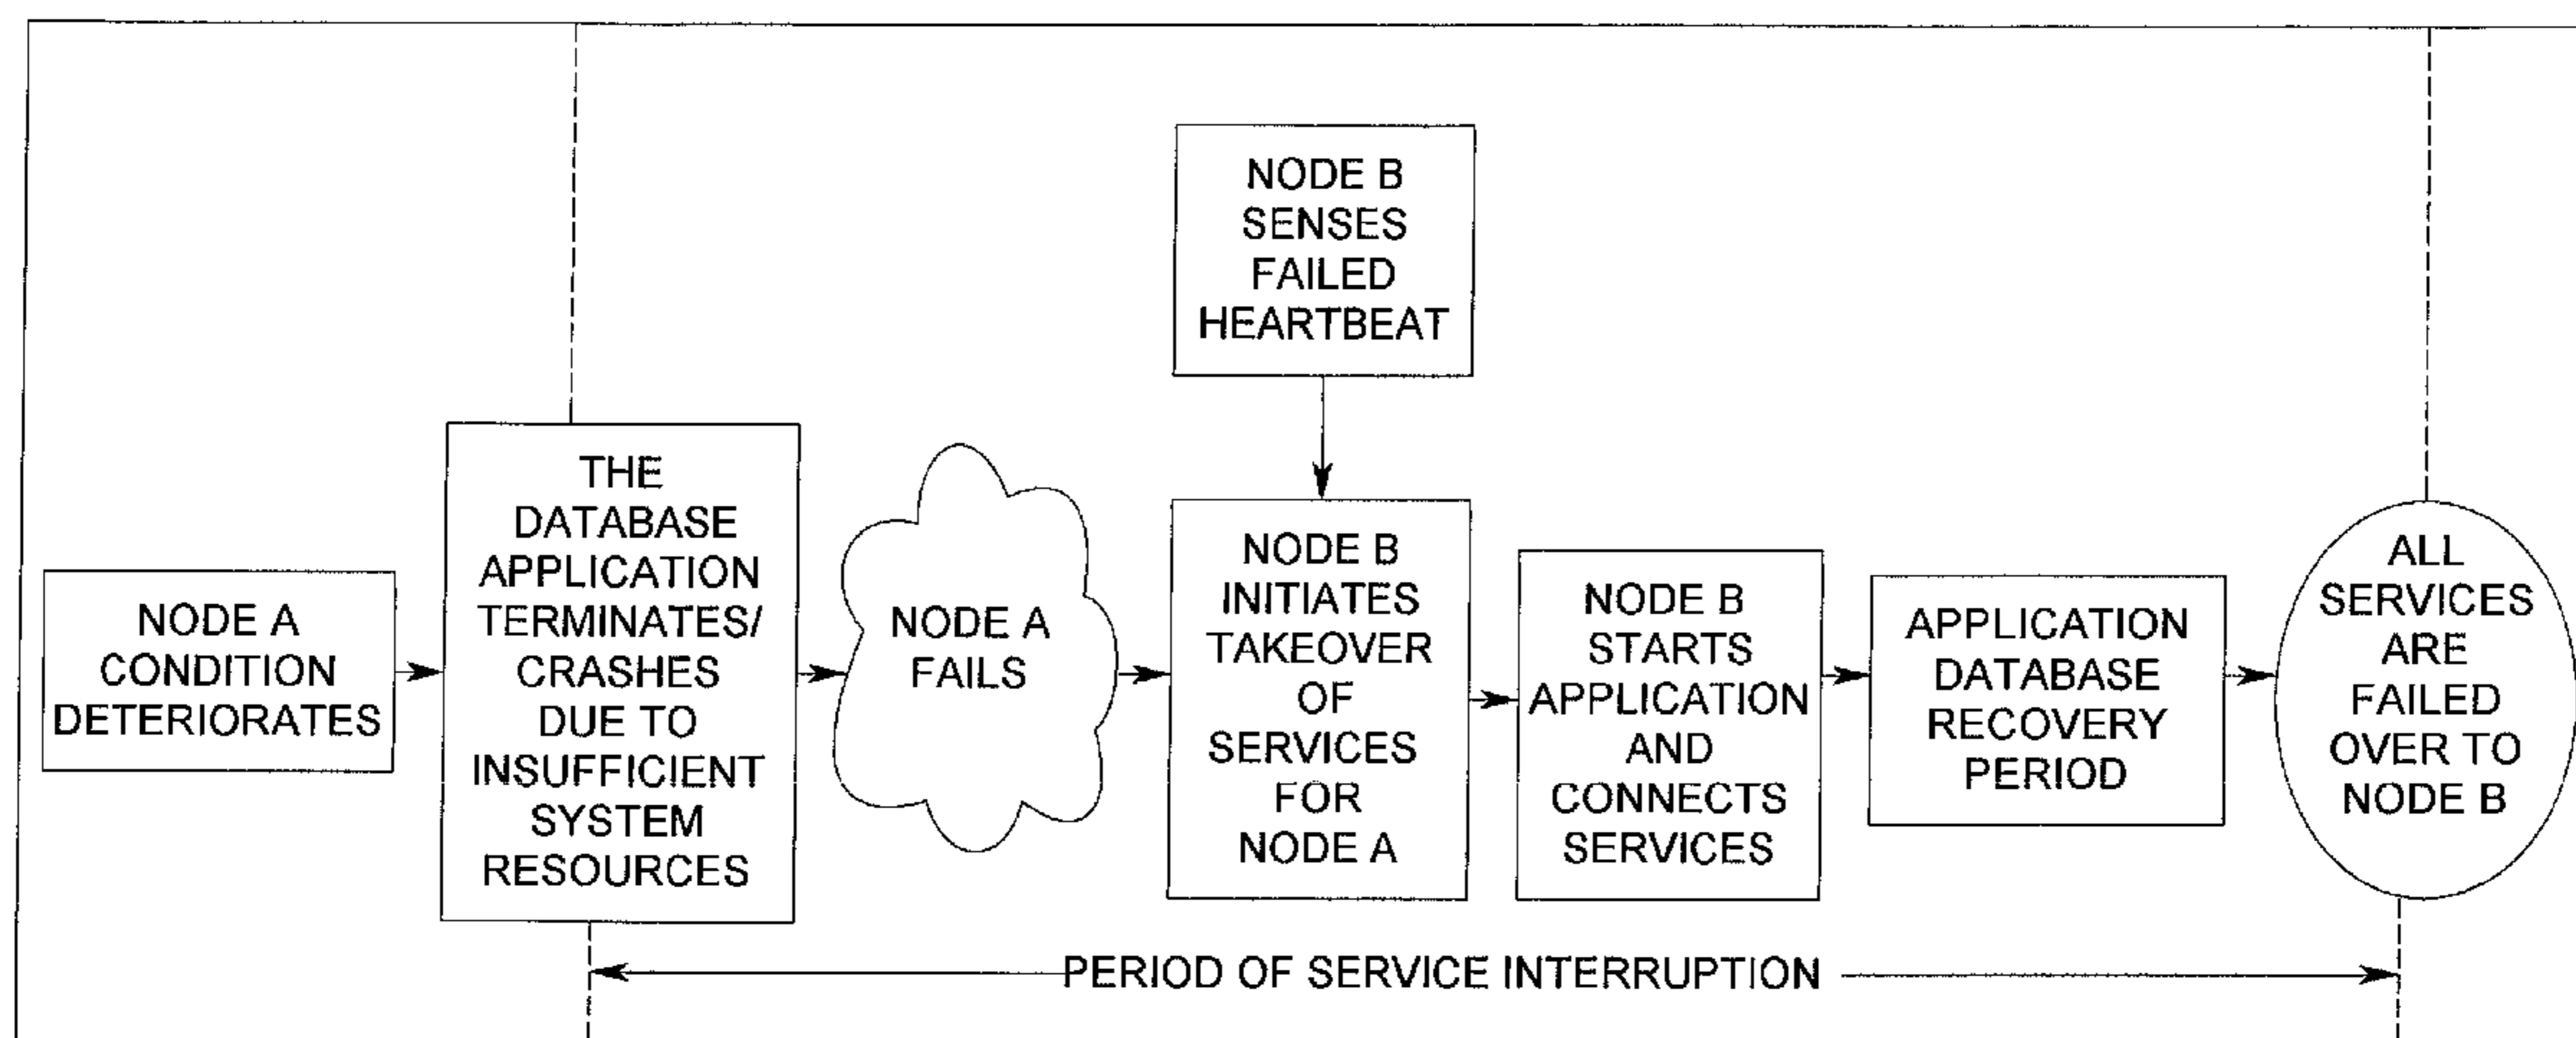 NODE A
CONDITION
DETERIORATES
THE
DATABASE
APPLICATION
TERMINATES/
CRASHES
DUE TO
INSUFFICIENT
SYSTEM
RESOURCES
NODE A
FAILS
NODE B
SENSES
FAILED
HEARTBEAT
NODE B
INITIATES
TAKEOVER
OF
SERVICES
FOR
NODE A
NODE B
STARTS
APPLICATION
AND
CONNECTS
SERVICES
APPLICATION
DATABASE
RECOVERY
PERIOD
ALL
SERVICES
ARE
FAILED
OVER TO
NODE B
PERIOD OF SERVICE INTERRUPTION